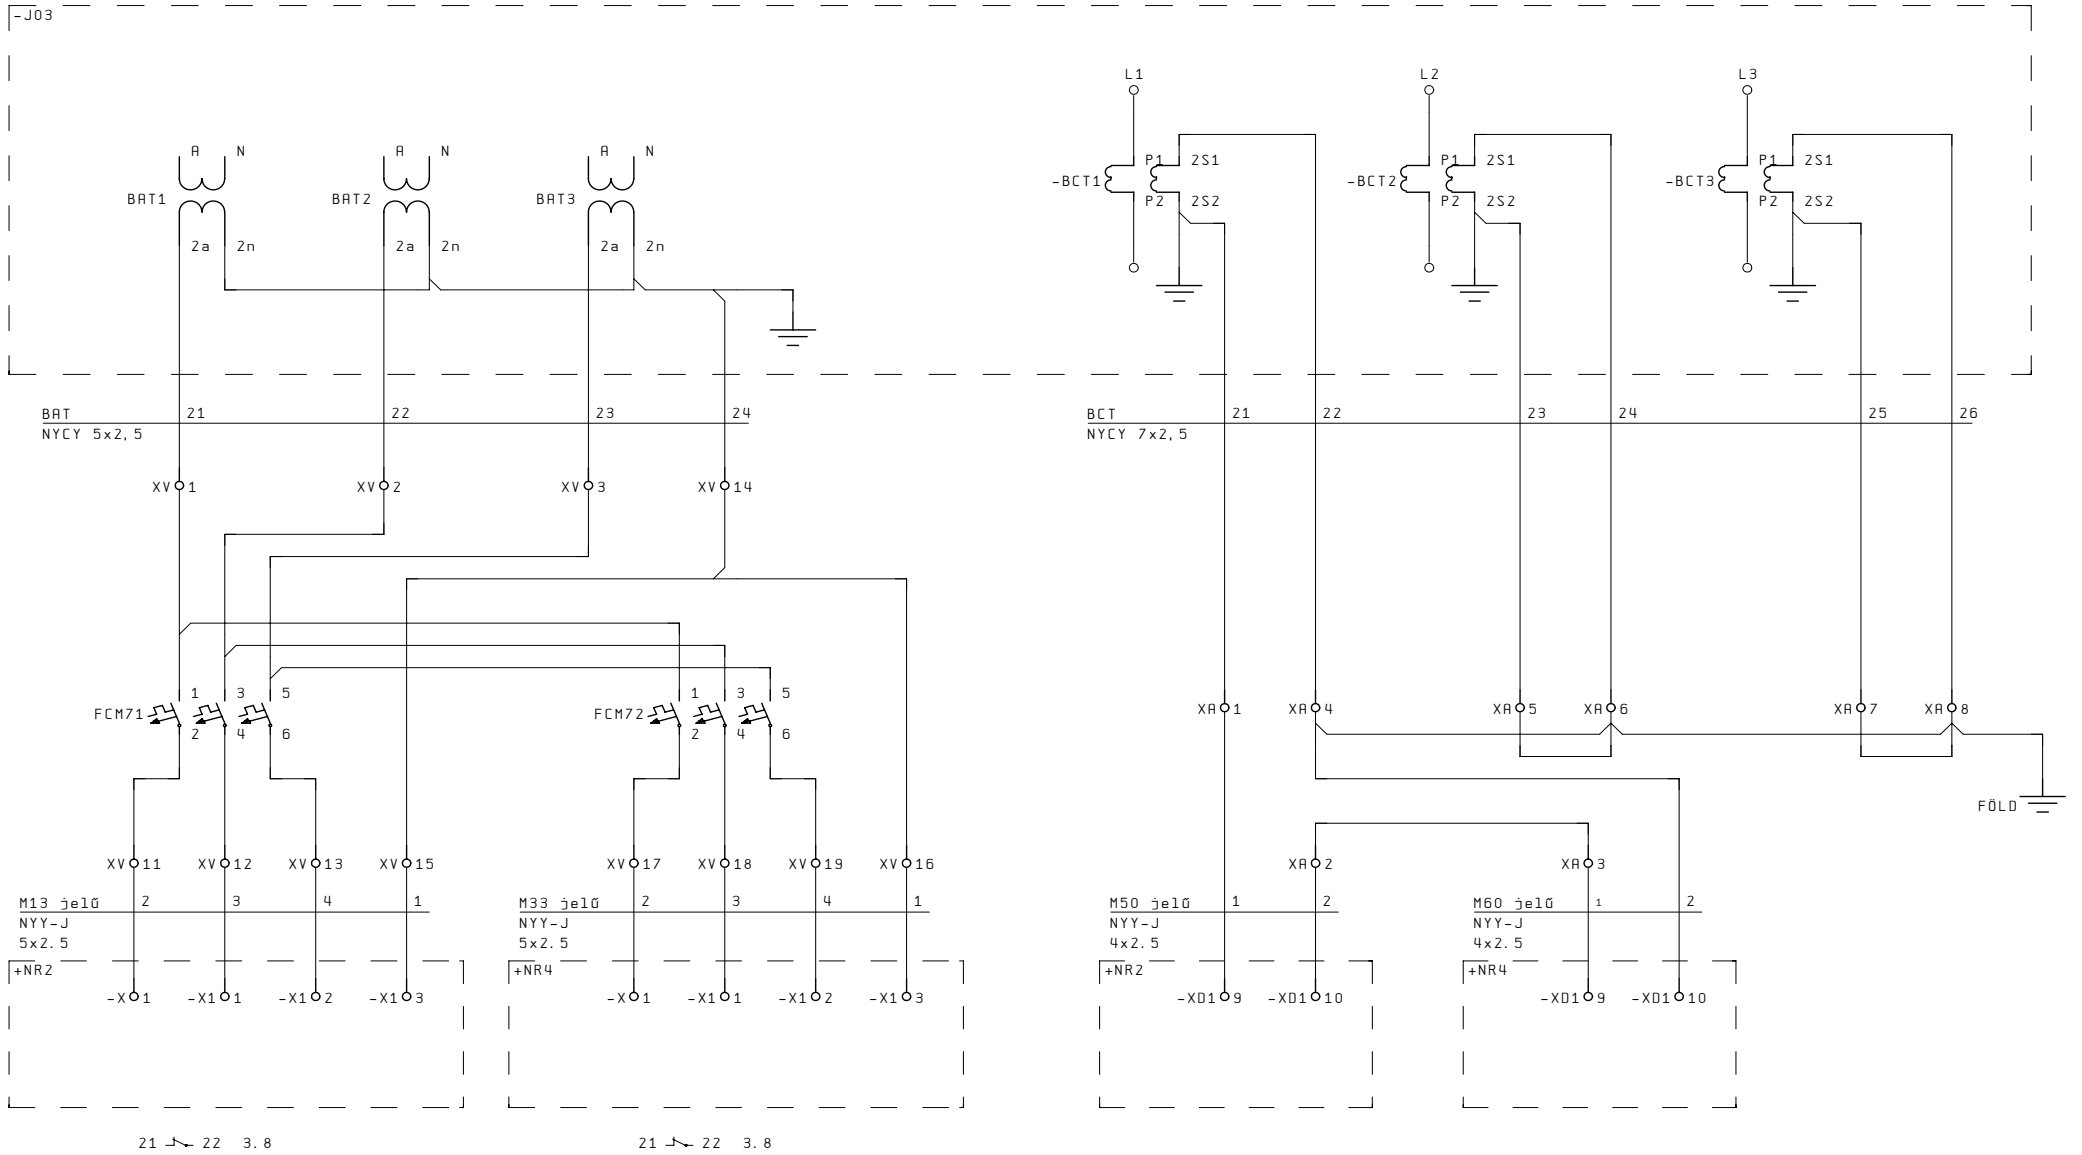 -J03
L1 L2 L3
A N A N A N
P1 2S1 P1 2S1 P1 2S1
-BCT1 -BCT2 -BCT3
BAT1 BAT2 BAT3
P2 2S2 P2 2S2 P2 2S2
2a 2n 2a 2n 2a 2n
BAT 21 22 23 24
NYCY 5x2,5
BCT 21 22 23 24 25 26
NYCY 7x2,5
XV 1 XV 2 XV 3 XV 14
1 3 5 1 3 5
FCM71 FCM72
2 4 6 2 4 6
XA 1 XA 4 XA 5 XA 6 XA 7 XA 8
FÖLD
XV 11 XV 12 XV 13 XV 15 XV 17 XV 18 XV 19 XV 16
XA 2 XA 3
M13 jelű 2 3 4 1
NYY-J
5x2.5
M33 jelű 2 3 4 1
NYY-J
5x2.5
M50 jelű 1 2
NYY-J
4x2.5
M60 jelű 1 2
NYY-J
4x2.5
+NR2 +NR4 +NR2 +NR4
-X 1 -X1 1 -X1 2 -X1 3
-X 1 -X1 1 -X1 2 -X1 3
-XD1 9 -XD1 10
-XD1 9 -XD1 10
21 22 3.8
21 22 3.8